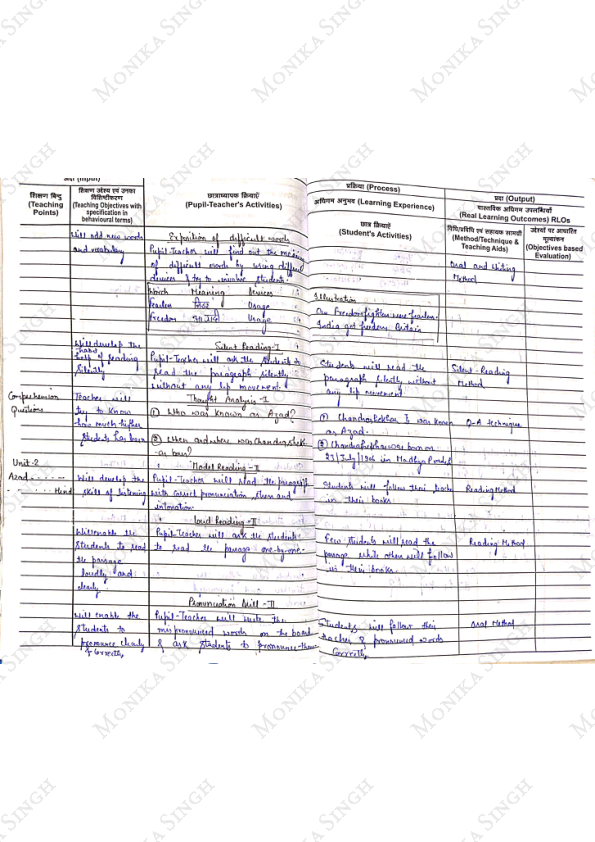 अदा (Input)
शिक्षण बिन्दु
(Teaching
Points)
शिक्षण उद्देश्य एवं उनका
विशिष्टीकरण
(Teaching Objectives with
specification in
behavioural terms)
छात्राध्यापक क्रियाएँ
(Pupil-Teacher's Activities)
प्रक्रिया (Process)
अधिगम अनुभव (Learning Experience)
छात्र क्रियाएँ
(Student's Activities)
प्रदा (Output)
वास्तविक अधिगम उपलब्धियाँ
(Real Learning Outcomes) RLOs
विधि/प्रविधि एवं सहायक सामग्री
(Method/Technique &
Teaching Aids)
उद्देश्यों पर आधारित
मूल्यांकन
(Objectives based
Evaluation)
Will add new words
and vocabulary
Exposition of difficult words
Pupil-Teacher will find out the meaning
of difficult words by using different
devices & try to involve students.
Words Meaning Devices
Fearless निडर Usage
Freedom आजादी Usage
Illustration
Our Freedom fighters were fearless.
India got freedom Britain
Oral and Writing
Method
Will develop the
habit
help of reading
Silently
Silent Reading-I
Pupil-Teacher will ask the students to
read the paragraph silently
without any lip movement
Students will read the
paragraph silently without
any lip movement
Silent-Reading
Method
Comprehension
Questions
Teacher will
try to know
how much
Students has been
Thought Analysis-I
① Who was known as Azad?
② When and where was Chandrashekhar
born?
① Chandrashekhar was known
as Azad.
② Chandrashekhar was born on
23/July/1906 in Madhya Pradesh
Q-A technique
Unit-2
Azad.......
........Hand
Will develop the
skill of listening
Model Reading-II
Pupil-Teacher will read the paragraph
with correct pronunciation, stress and
intonation
Students will follow their teacher
in their books.
Reading Method
Will enable the
Students to read
the passage
loudly and
clearly
Loud Reading-II
Pupil-Teacher will ask the students
to read the passage one-by-one.
Few students will read the
passage while other will follow
in their books.
Reading Method
Will enable the
students to
pronounce clearly
& correctly
Pronunciation Drill-II
Pupil-Teacher will write the
mispronounced words on the board
& ask students to pronounce them
Students will follow their
teacher & pronounced words
Correctly
Oral Method
MONIKA SINGH